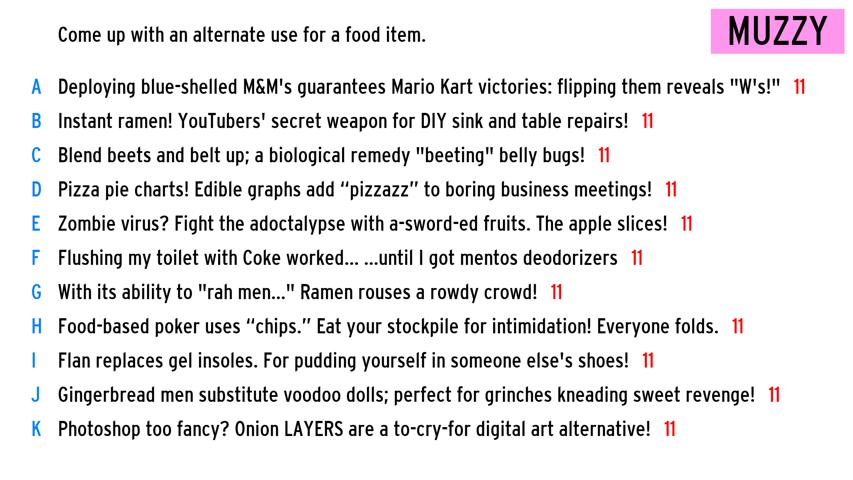 Come up with an alternate use for a food item.
MUZZY
A Deploying blue-shelled M&M's guarantees Mario Kart victories: flipping them reveals "W's!" 11
B Instant ramen! YouTubers' secret weapon for DIY sink and table repairs! 11
C Blend beets and belt up; a biological remedy "beeting" belly bugs! 11
D Pizza pie charts! Edible graphs add “pizzazz” to boring business meetings! 11
E Zombie virus? Fight the adoctalypse with a-sword-ed fruits. The apple slices! 11
F Flushing my toilet with Coke worked... ...until I got mentos deodorizers 11
G With its ability to "rah men..." Ramen rouses a rowdy crowd! 11
H Food-based poker uses “chips.” Eat your stockpile for intimidation! Everyone folds. 11
I Flan replaces gel insoles. For pudding yourself in someone else's shoes! 11
J Gingerbread men substitute voodoo dolls; perfect for grinches kneading sweet revenge! 11
K Photoshop too fancy? Onion LAYERS are a to-cry-for digital art alternative! 11